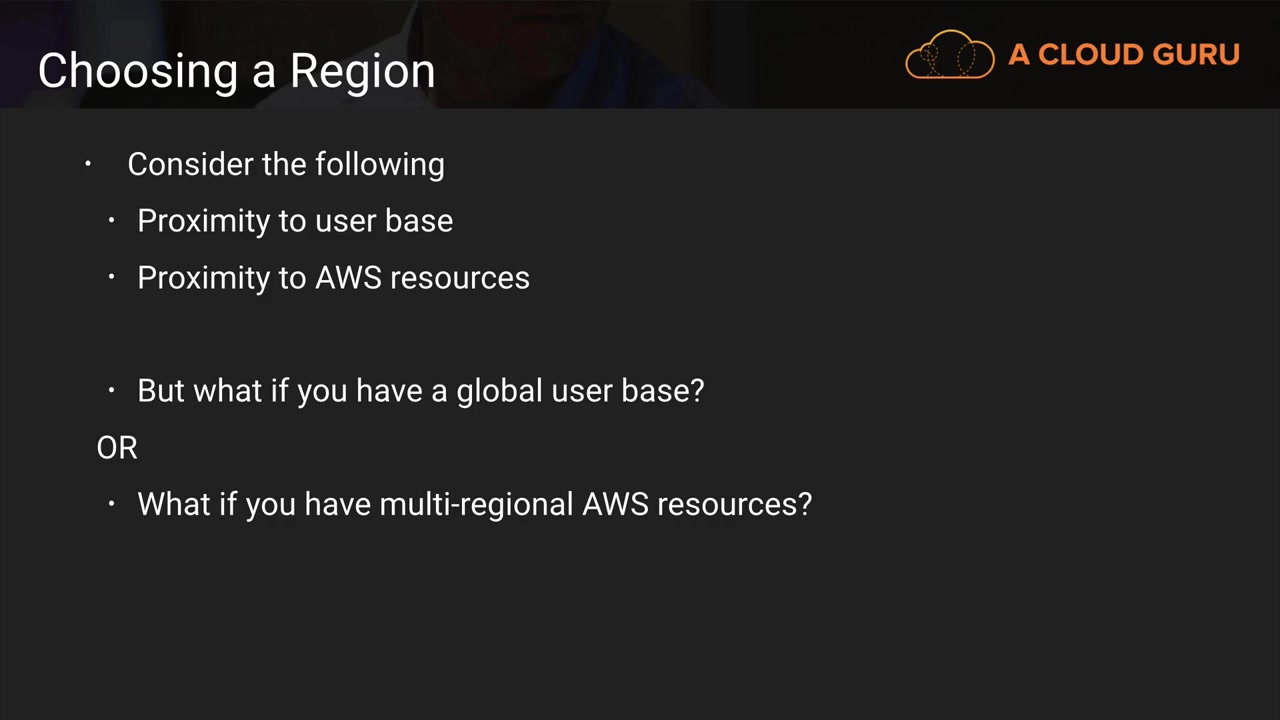 Choosing a Region
A CLOUD GURU
• Consider the following
• Proximity to user base
• Proximity to AWS resources
• But what if you have a global user base?
OR
• What if you have multi-regional AWS resources?